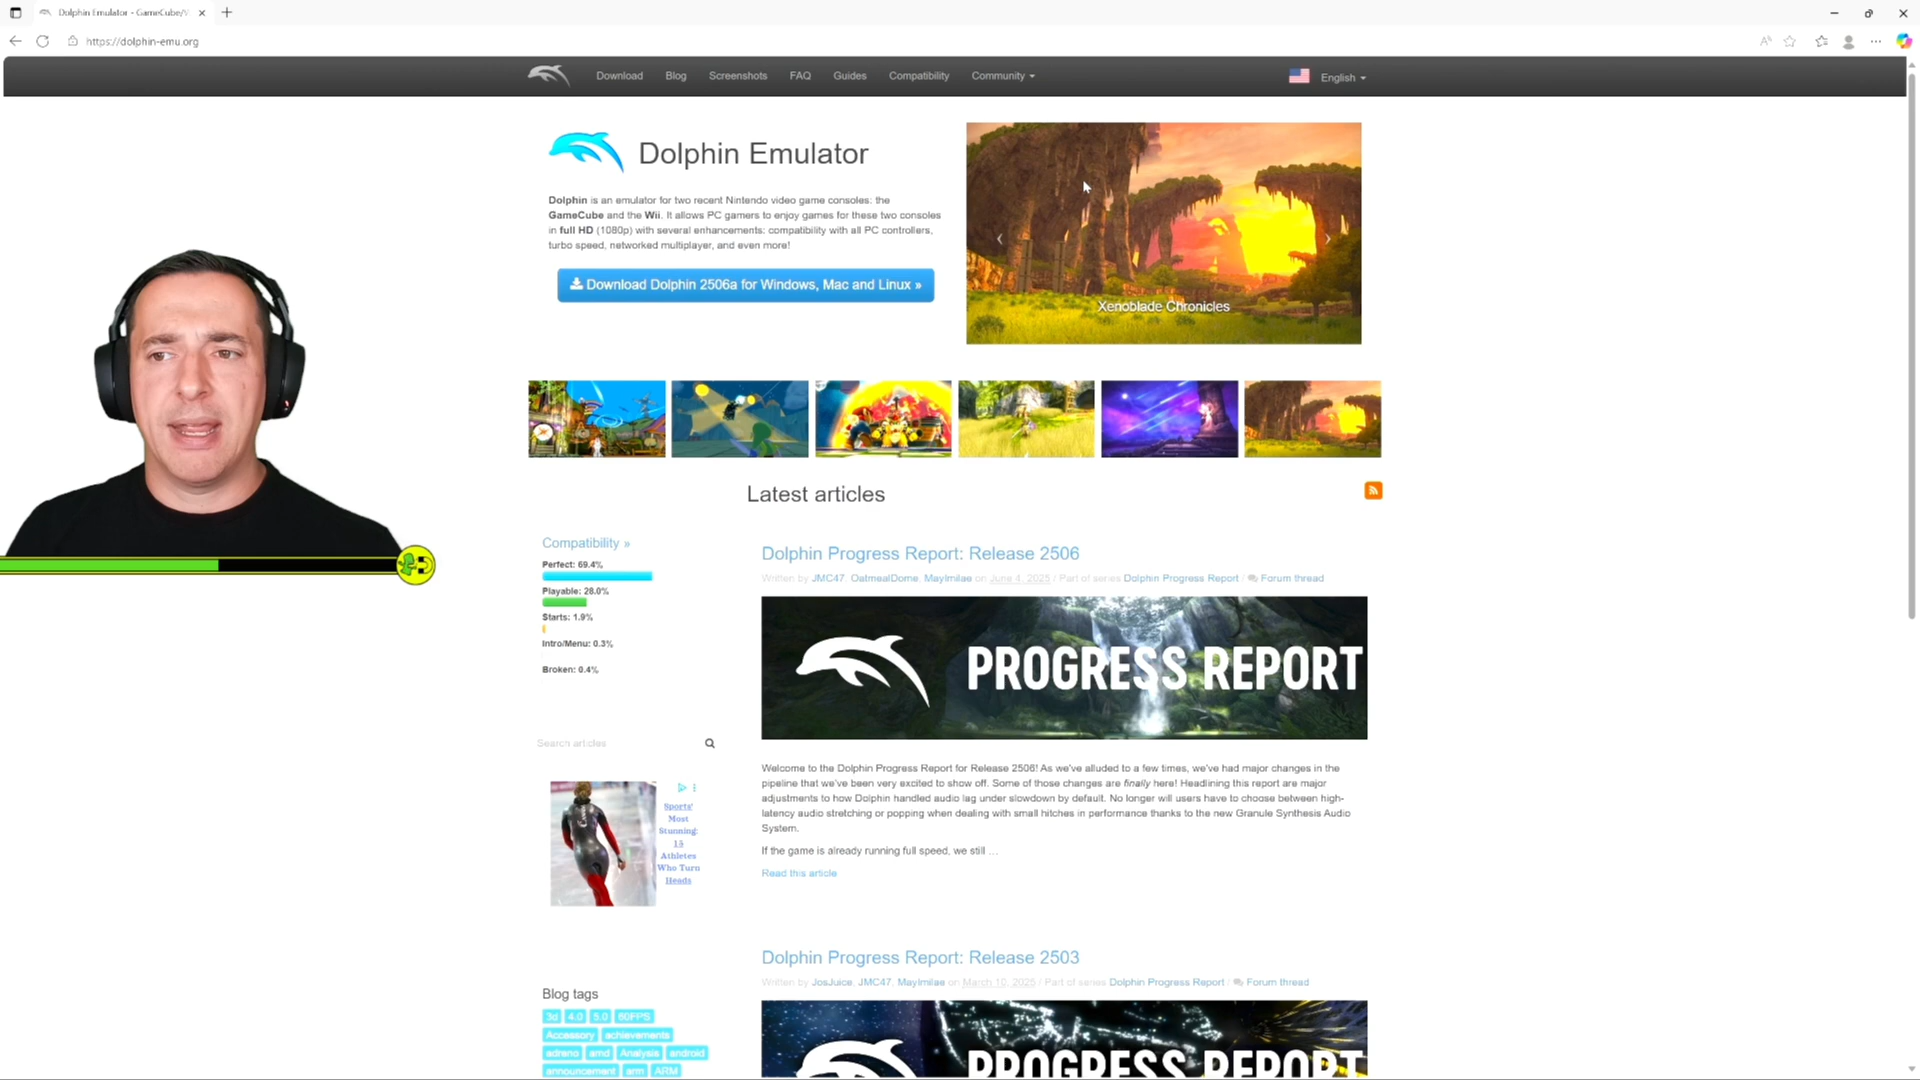 Dolphin Emulator - GameCube/
https://dolphin-emu.org
Download Blog Screenshots FAQ Guides Compatibility Community English
Dolphin Emulator
Dolphin is an emulator for two recent Nintendo video game consoles: the
GameCube and the Wii. It allows PC gamers to enjoy games for these two consoles
in full HD (1080p) with several enhancements: compatibility with all PC controllers,
turbo speed, networked multiplayer, and even more!
Download Dolphin 2506a for Windows, Mac and Linux »
Xenoblade Chronicles
Latest articles
Compatibility »
Perfect: 69.4%
Playable: 28.0%
Starts: 1.9%
Intro/Menu: 0.3%
Broken: 0.4%
Search articles
Sports'
Most
Stunning:
15
Athletes
Who Turn
Heads
Blog tags
3d 4.0 5.0 60FPS
Accessory achievements
adreno amd Analysis android
announcement arm ARM
Dolphin Progress Report: Release 2506
Written by JMC47, OatmealDome, MayImilae on June 4, 2025 / Part of series Dolphin Progress Report / Forum thread
PROGRESS REPORT
Welcome to the Dolphin Progress Report for Release 2506! As we've alluded to a few times, we've had major changes in the
pipeline that we've been very excited to show off. Some of those changes are finally here! Headlining this report are major
adjustments to how Dolphin handled audio lag under slowdown by default. No longer will users have to choose between high-
latency audio stretching or popping when dealing with small hitches in performance thanks to the new Granule Synthesis Audio
System.
If the game is already running full speed, we still …
Read this article
Dolphin Progress Report: Release 2503
Written by JosJuice, JMC47, MayImilae on March 10, 2025 / Part of series Dolphin Progress Report / Forum thread
PROGRESS REPORT